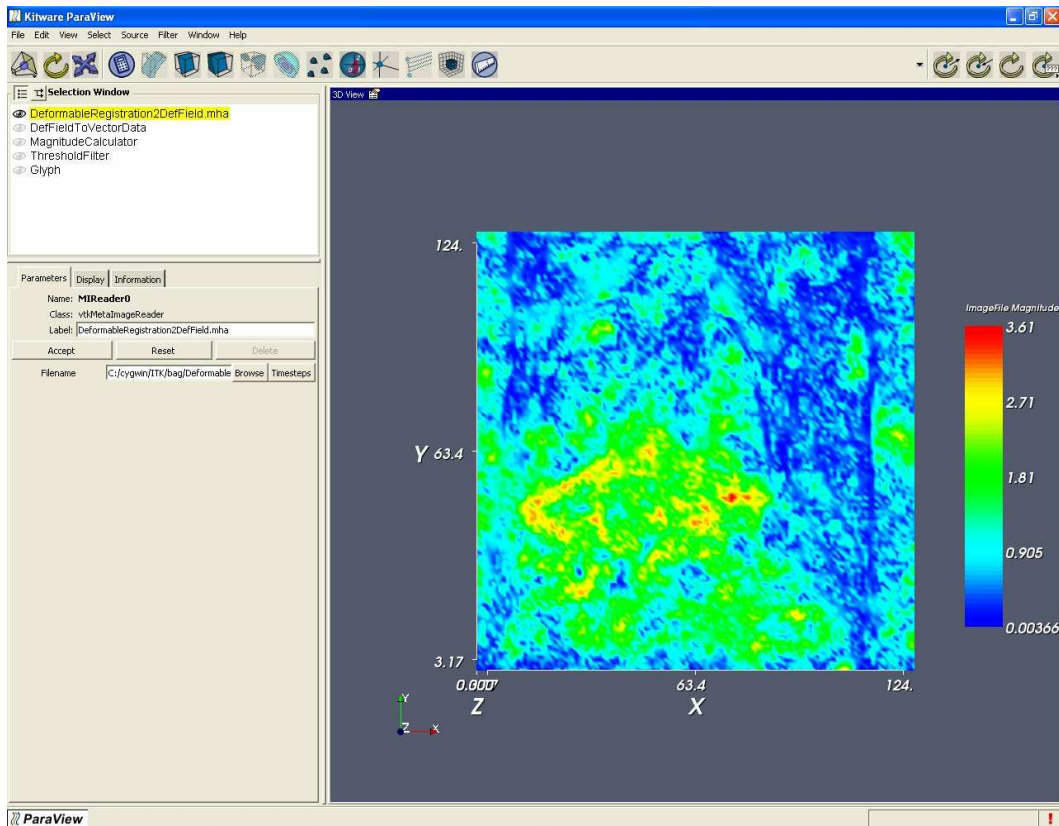 Kitware ParaView
File Edit View Select Source Filter Window Help
Selection Window
DeformableRegistration2DefField.mha
DefFieldToVectorData
MagnitudeCalculator
ThresholdFilter
Glyph
Parameters Display Information
Name: MIReader0
Class: vtkMetaImageReader
Label: DeformableRegistration2DefField.mha
Accept Reset Delete
Filename C:/cygwin/ITK/bag/Deformable Browse Timesteps
3D View
124.
Y 63.4
3.17
63.4 124.
Z X
Y
Z X
ImageFile Magnitude
3.61
2.71
1.81
0.905
0.00366
ParaView
!